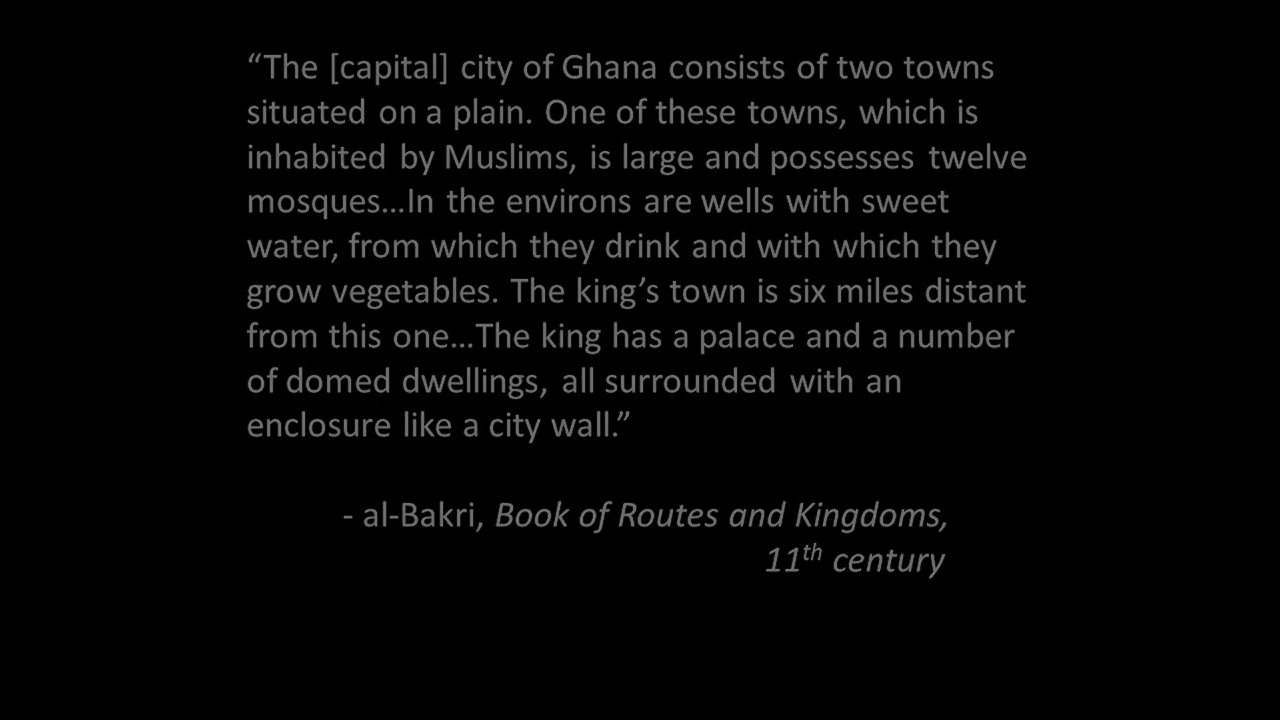 “The [capital] city of Ghana consists of two towns
situated on a plain. One of these towns, which is
inhabited by Muslims, is large and possesses twelve
mosques…In the environs are wells with sweet
water, from which they drink and with which they
grow vegetables. The king’s town is six miles distant
from this one…The king has a palace and a number
of domed dwellings, all surrounded with an
enclosure like a city wall.”
- al-Bakri, Book of Routes and Kingdoms,
11th century